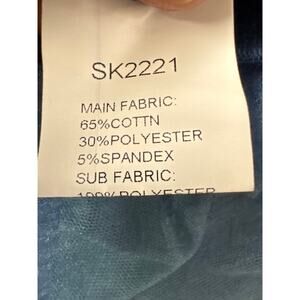 SK2221
MAIN FABRIC:
65%COTTN
30%POLYESTER
5%SPANDEX
SUB FABRIC:
100%POLYESTER